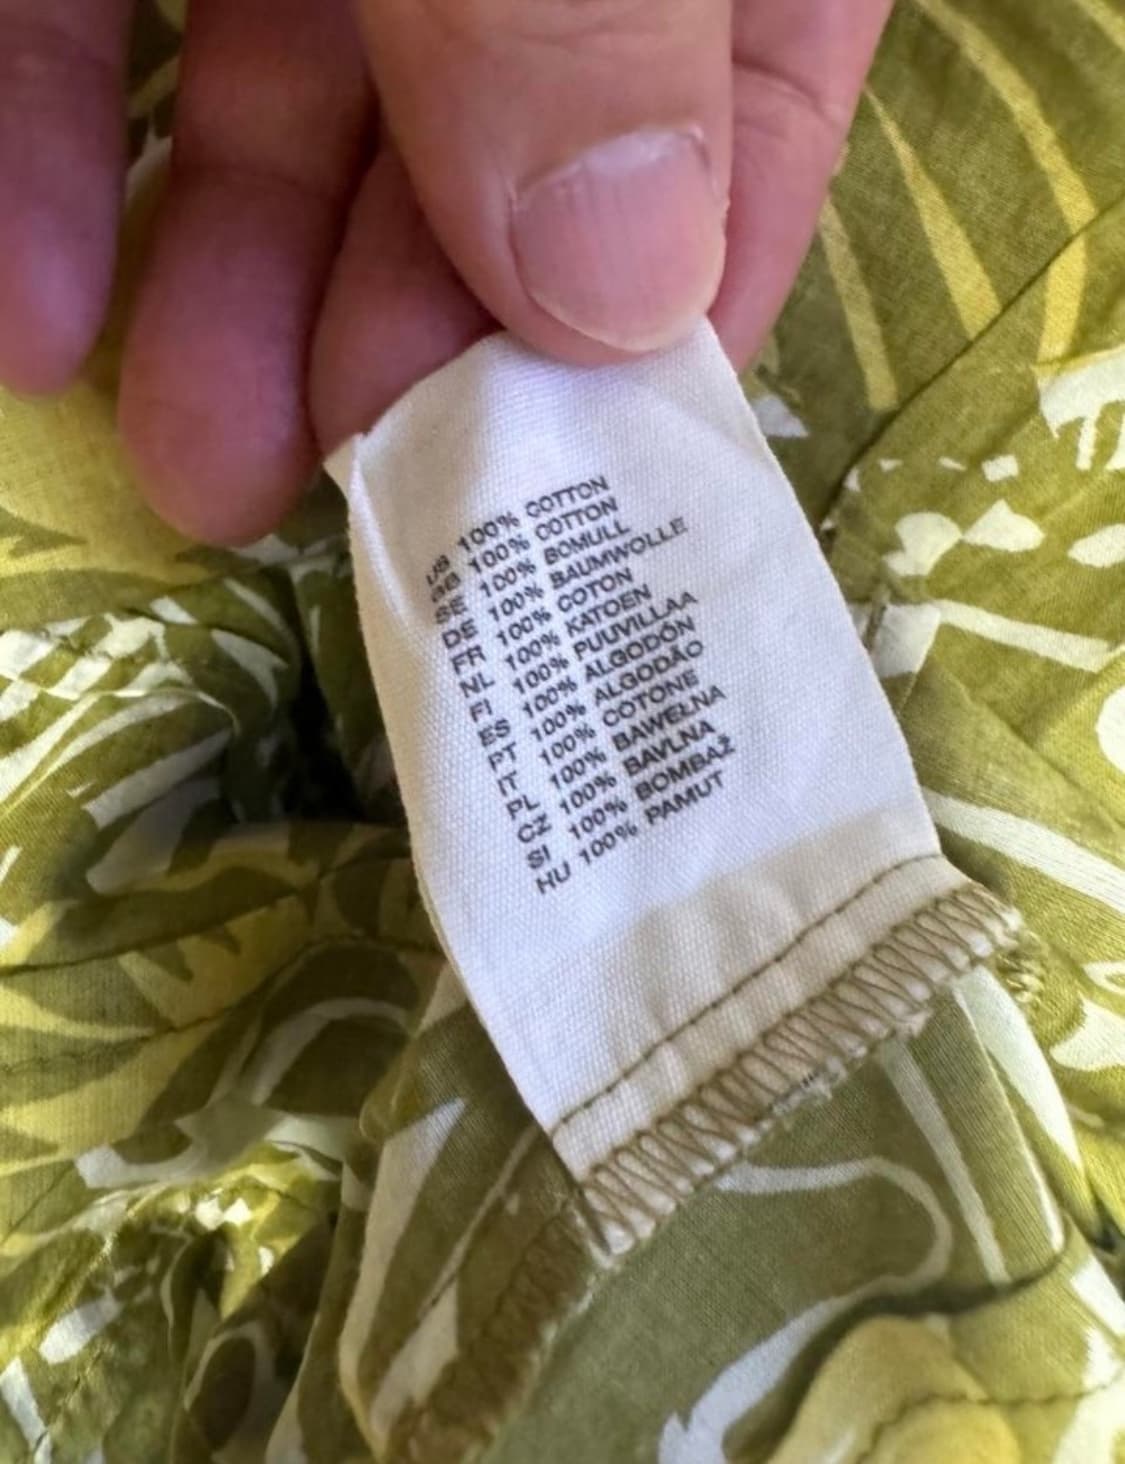 US 100% COTTON
GB 100% COTTON
SE 100% BOMULL
DE 100% BAUMWOLLE
FR 100% COTON
NL 100% KATOEN
FI 100% PUUVILLAA
ES 100% ALGODÓN
PT 100% ALGODÃO
IT 100% COTONE
PL 100% BAWEŁNA
CZ 100% BAVLNA
SI 100% BOMBAŽ
HU 100% PAMUT